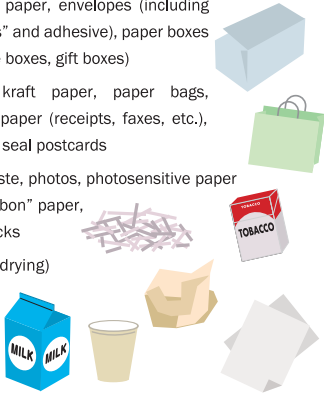 paper, envelopes (including
s" and adhesive), paper boxes
boxes, gift boxes)
kraft paper, paper bags,
paper (receipts, faxes, etc.),
seal postcards
ste, photos, photosensitive paper
bon" paper,
cks
drying)
TOBACCO
TOBACCO
MILK MILK